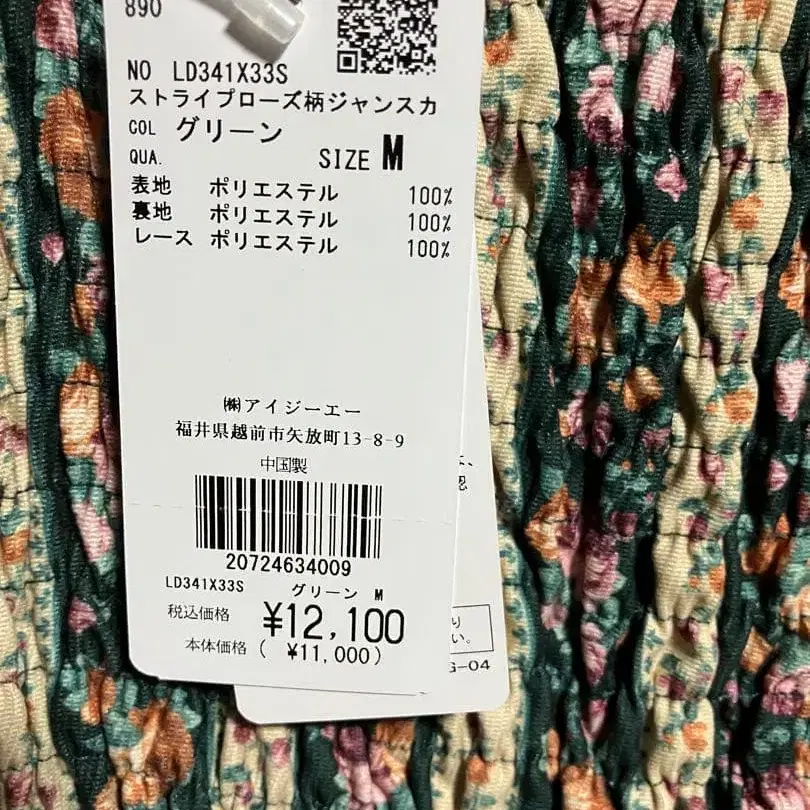 890
NO LD341X33S
ストライプローズ柄ジャンスカ
COL グリーン
QUA. SIZE M
表地 ポリエステル 100%
裏地 ポリエステル 100%
レース ポリエステル 100%
㈱アイジーエー
福井県越前市矢放町13-8-9
中国製
20724634009
LD341X33S グリーン M
税込価格 ¥12,100
本体価格 ( ¥11,000)
い。
G-04